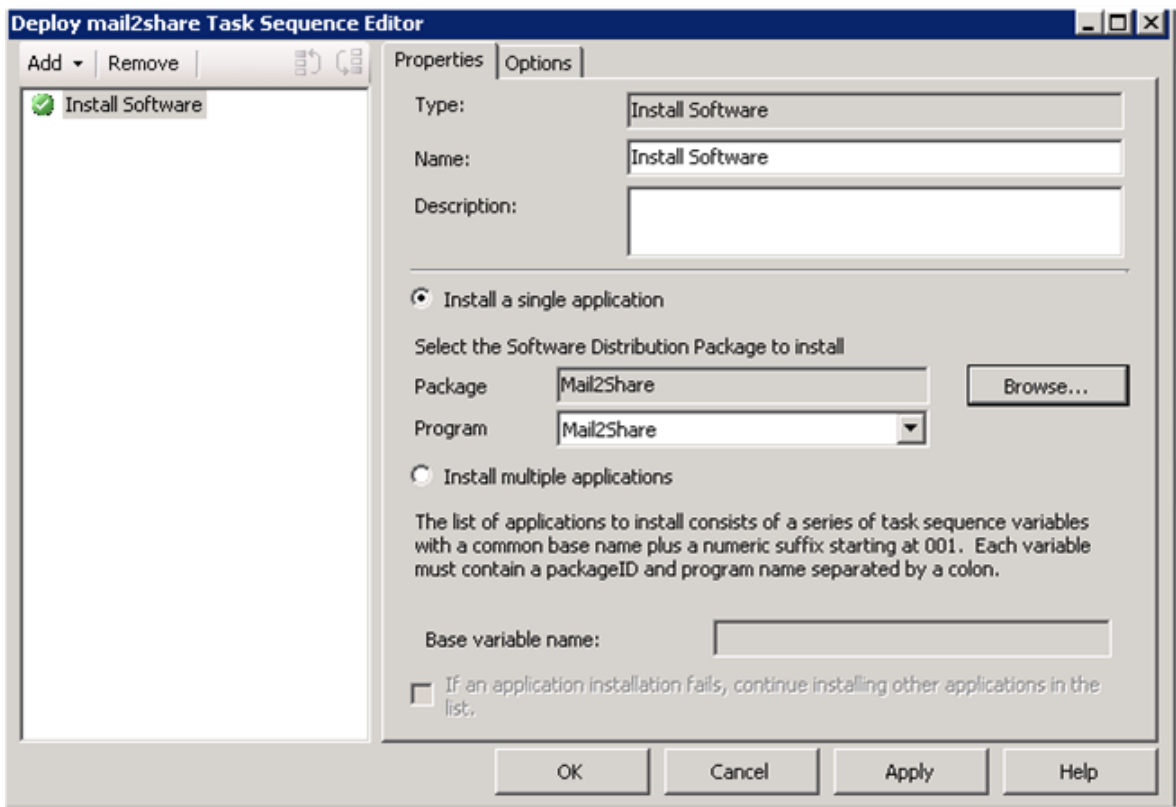 Deploy mail2share Task Sequence Editor
Add Remove
Install Software
Properties Options
Type: Install Software
Name: Install Software
Description:
Install a single application
Select the Software Distribution Package to install
Package Mail2Share Browse...
Program Mail2Share
Install multiple applications
The list of applications to install consists of a series of task sequence variables
with a common base name plus a numeric suffix starting at 001. Each variable
must contain a packageID and program name separated by a colon.
Base variable name:
If an application installation fails, continue installing other applications in the
list.
OK Cancel Apply Help